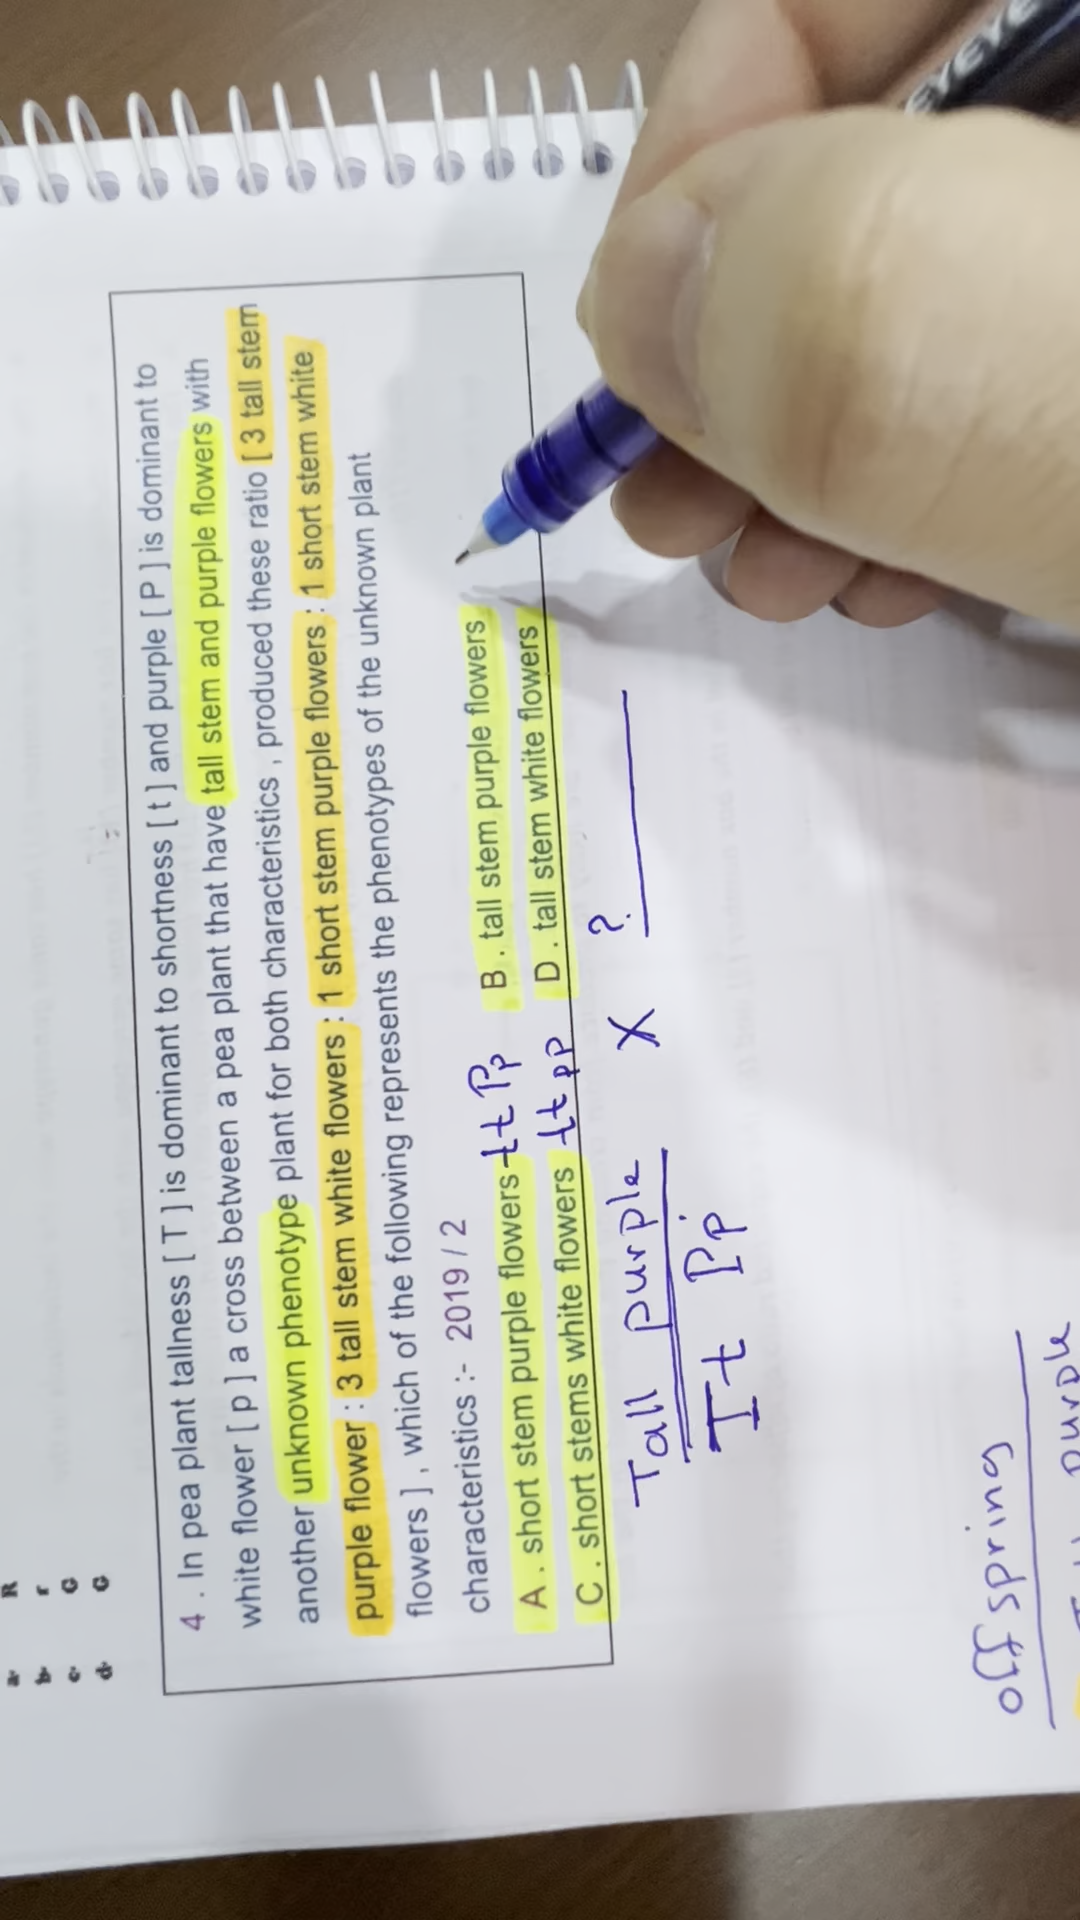 a. R
b. r
c. G
d. G
4 . In pea plant tallness [ T ] is dominant to shortness [ t ] and purple [ P ] is dominant to
white flower [ p ] a cross between a pea plant that have tall stem and purple flowers with
another unknown phenotype plant for both characteristics , produced these ratio [ 3 tall stem
purple flower : 3 tall stem white flowers : 1 short stem purple flowers : 1 short stem white
flowers ] , which of the following represents the phenotypes of the unknown plant
characteristics :- 2019 / 2
A . short stem purple flowers tt Pp B . tall stem purple flowers
C . short stems white flowers tt pp D . tall stem white flowers
Tall purple X ?
Tt Pp
offspring
purple